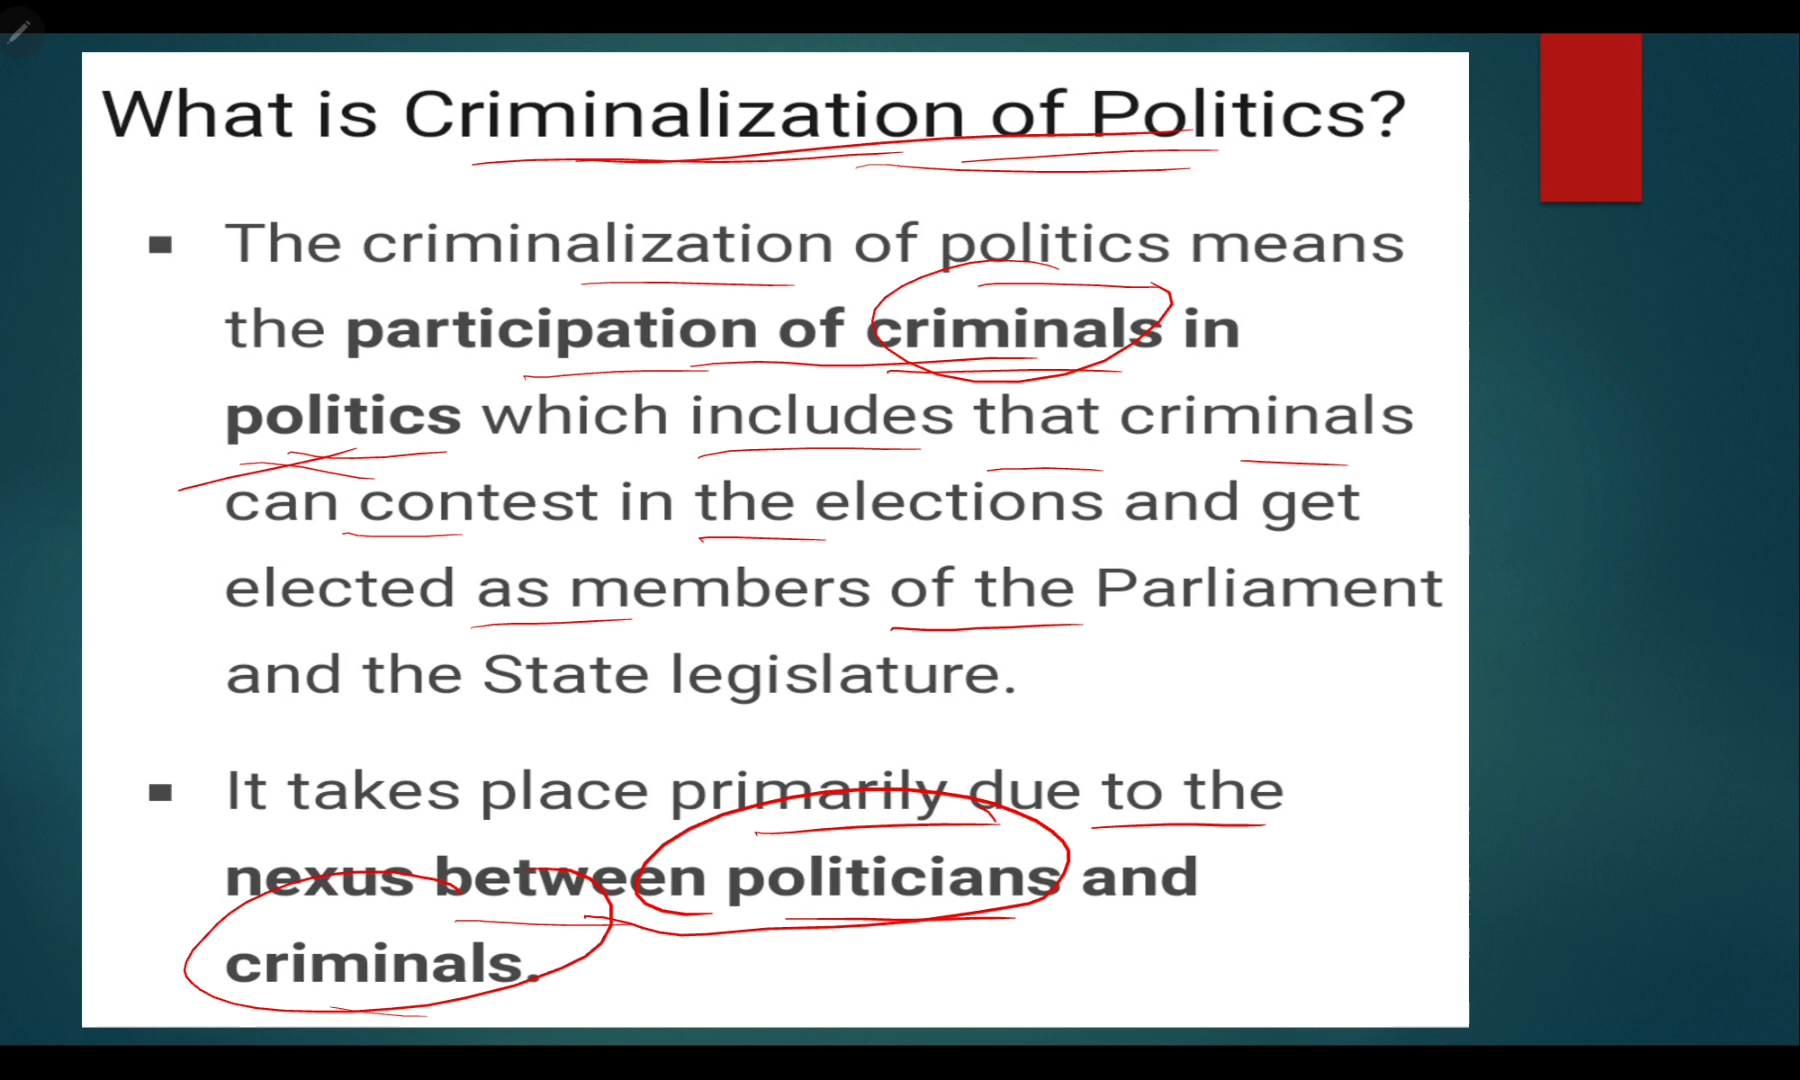 What is Criminalization of Politics?
▪ The criminalization of politics means
the participation of criminals in
politics which includes that criminals
can contest in the elections and get
elected as members of the Parliament
and the State legislature.
▪ It takes place primarily due to the
nexus between politicians and
criminals.